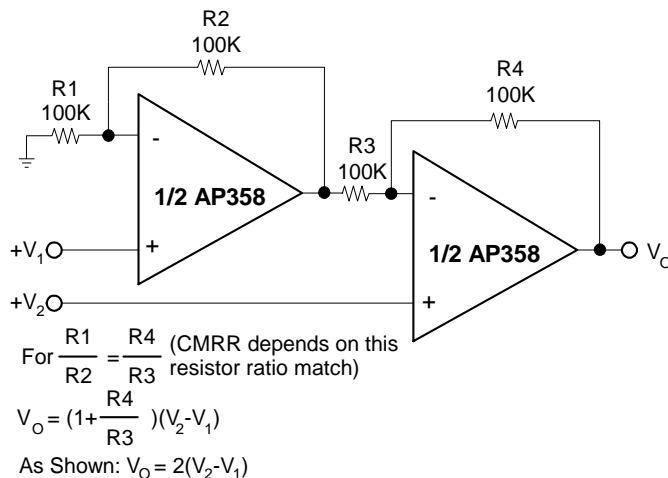 R2
100K
R4
100K
R1
100K
R3
100K
-
1/2 AP358
+
-
1/2 AP358
+
+V1
+V2
VO
For R1/R2 = R4/R3 (CMRR depends on this
resistor ratio match)
VO = (1+ R4/R3 )(V2-V1)
As Shown: VO = 2(V2-V1)